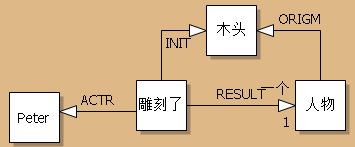 木头
ORIGM
INIT
ACTR
RESULT
一个
Peter
雕刻了
1
人物